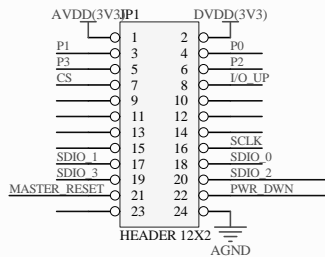 AVDD(3V3) JP1 DVDD(3V3)
1 2
P1 3 4 P0
P3 5 6 P2
CS 7 8 I/O_UP
9 10
11 12
13 14
15 16 SCLK
SDIO_1 17 18 SDIO_0
SDIO_3 19 20 SDIO_2
MASTER_RESET 21 22 PWR_DWN
23 24
HEADER 12X2
AGND